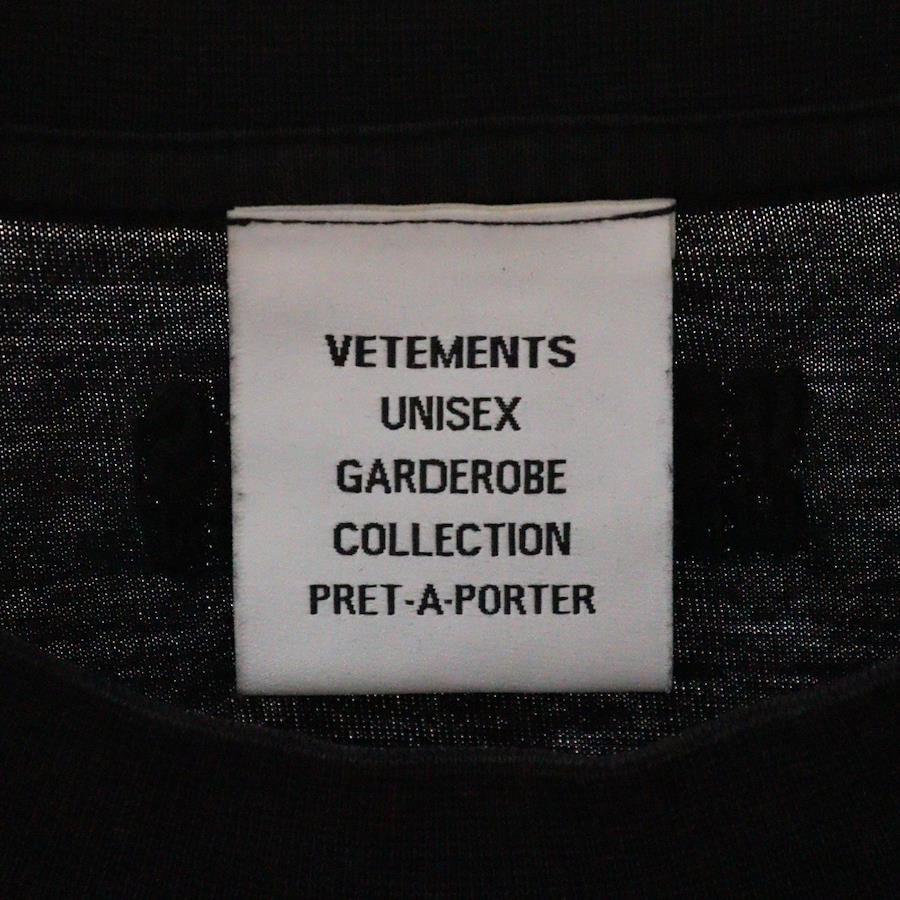 VETEMENTS
UNISEX
GARDEROBE
COLLECTION
PRET-A-PORTER